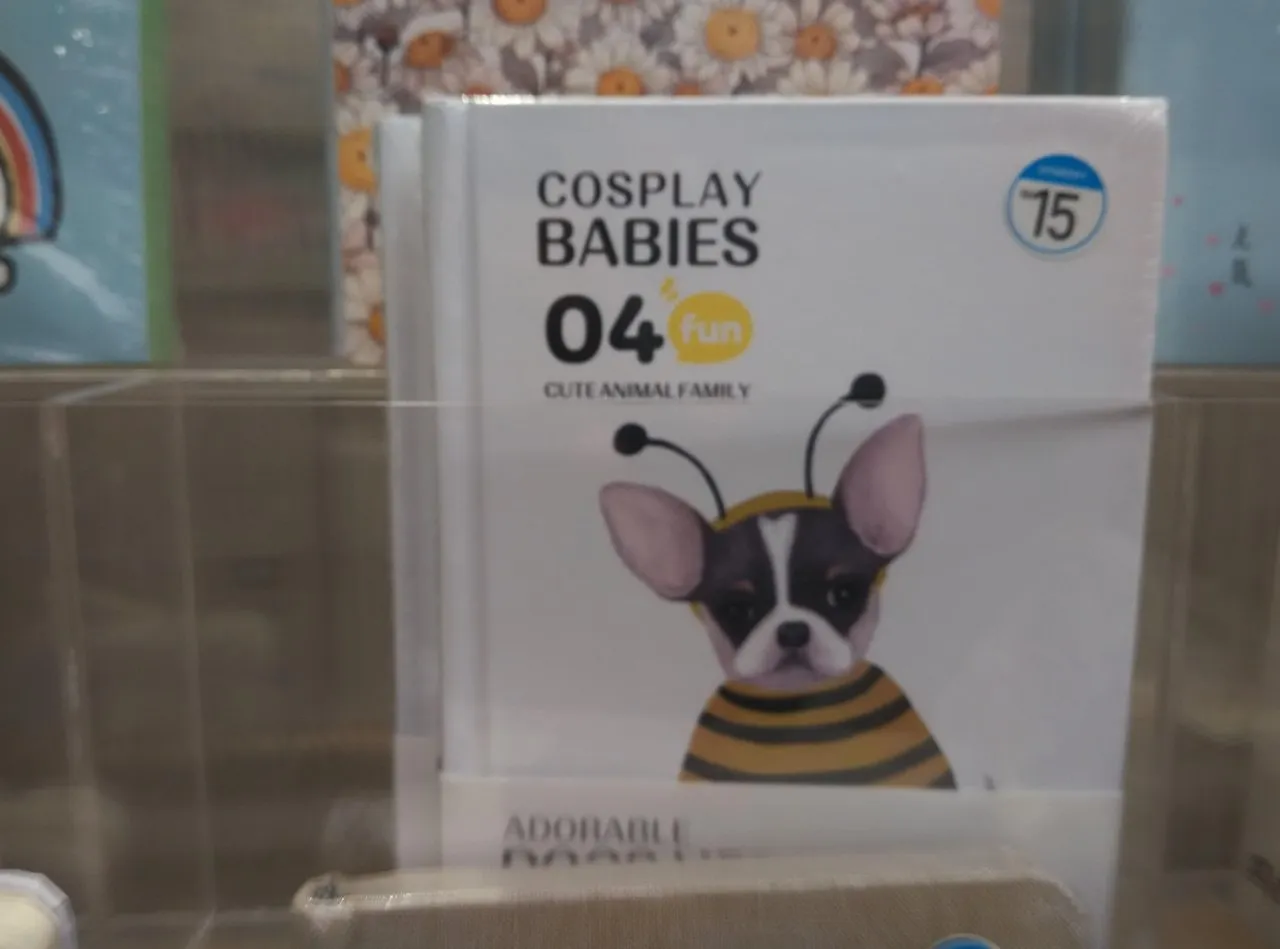 COSPLAY
BABIES
04 fun
CUTE ANIMAL FAMILY
15
ADORABLE